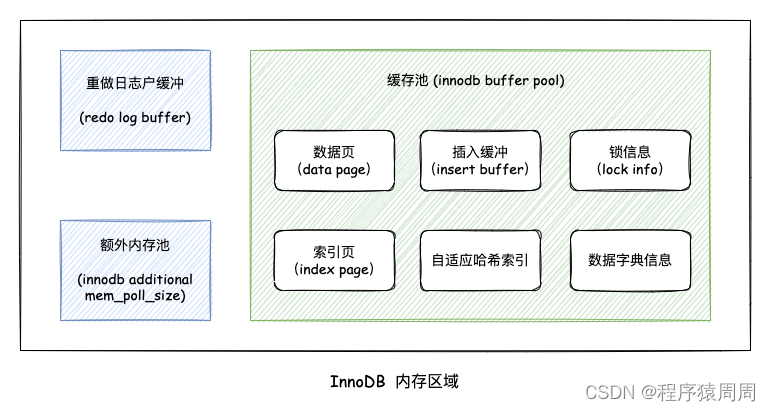 重做日志户缓冲
(redo log buffer)
额外内存池
(innodb additional
mem_poll_size)
缓存池 (innodb buffer pool)
数据页
(data page)
插入缓冲
(insert buffer)
锁信息
(lock info)
索引页
(index page)
自适应哈希索引
数据字典信息
InnoDB 内存区域
CSDN @程序猿周周